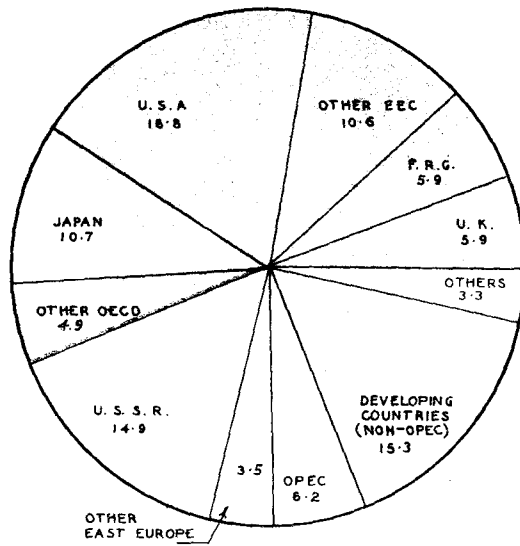 U.S.A
18·8
OTHER EEC
10·6
F.R.G.
5·9
U.K.
5·9
OTHERS
3·3
DEVELOPING
COUNTRIES
(NON-OPEC)
15·3
OPEC
6·2
3.5
OTHER
EAST EUROPE
U.S.S.R.
14·9
OTHER OECD
4.9
JAPAN
10.7